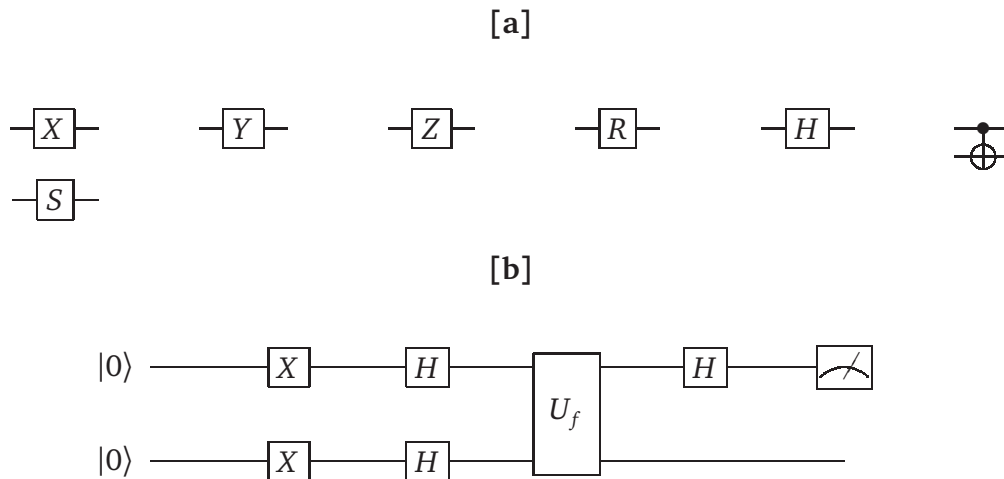 [a]
X Y Z R H
S
[b]
|0⟩ X H H
U_f
|0⟩ X H